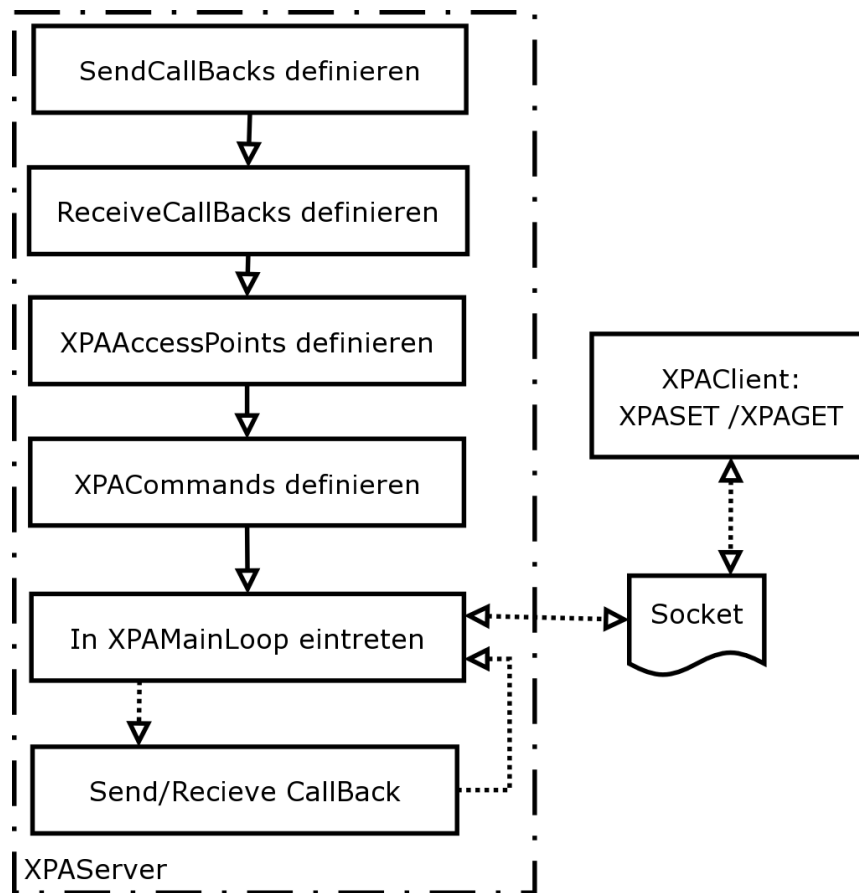 SendCallBacks definieren
ReceiveCallBacks definieren
XPAAccessPoints definieren
XPAClient:
XPASET /XPAGET
XPACommands definieren
In XPAMainLoop eintreten
Socket
Send/Recieve CallBack
XPAServer